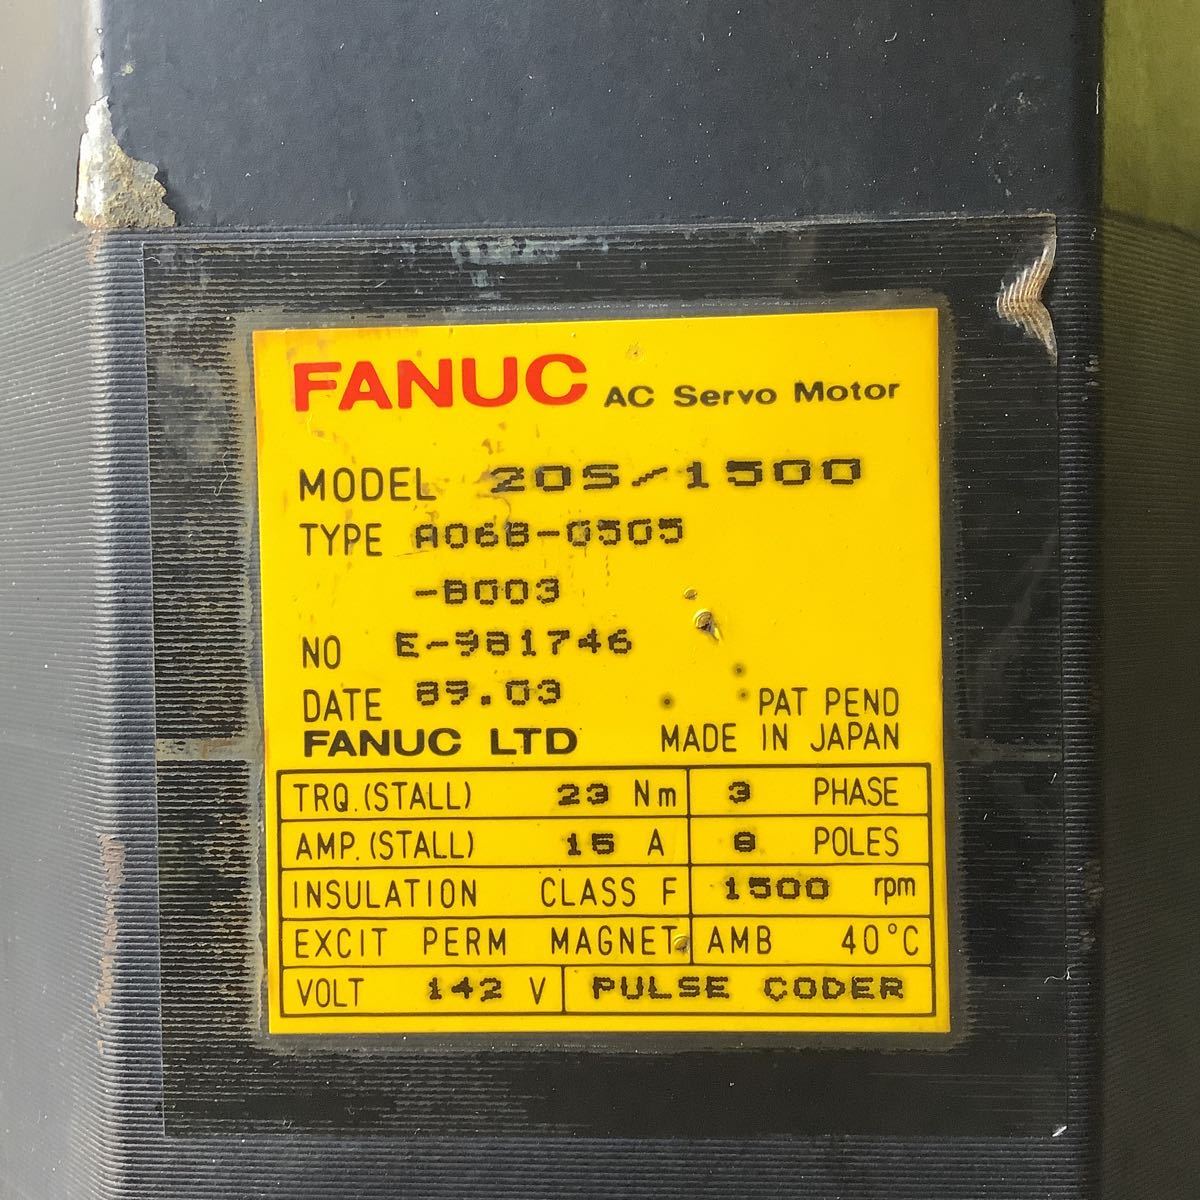 FANUC AC Servo Motor
MODEL 20S/1500
TYPE A06B-0505
-B003
NO E-981746
DATE 89.03
PAT PEND
FANUC LTD MADE IN JAPAN
TRQ.(STALL) 23 Nm 3 PHASE
AMP.(STALL) 15 A 8 POLES
INSULATION CLASS F 1500 rpm
EXCIT PERM MAGNET AMB 40°C
VOLT 142 V PULSE CODER